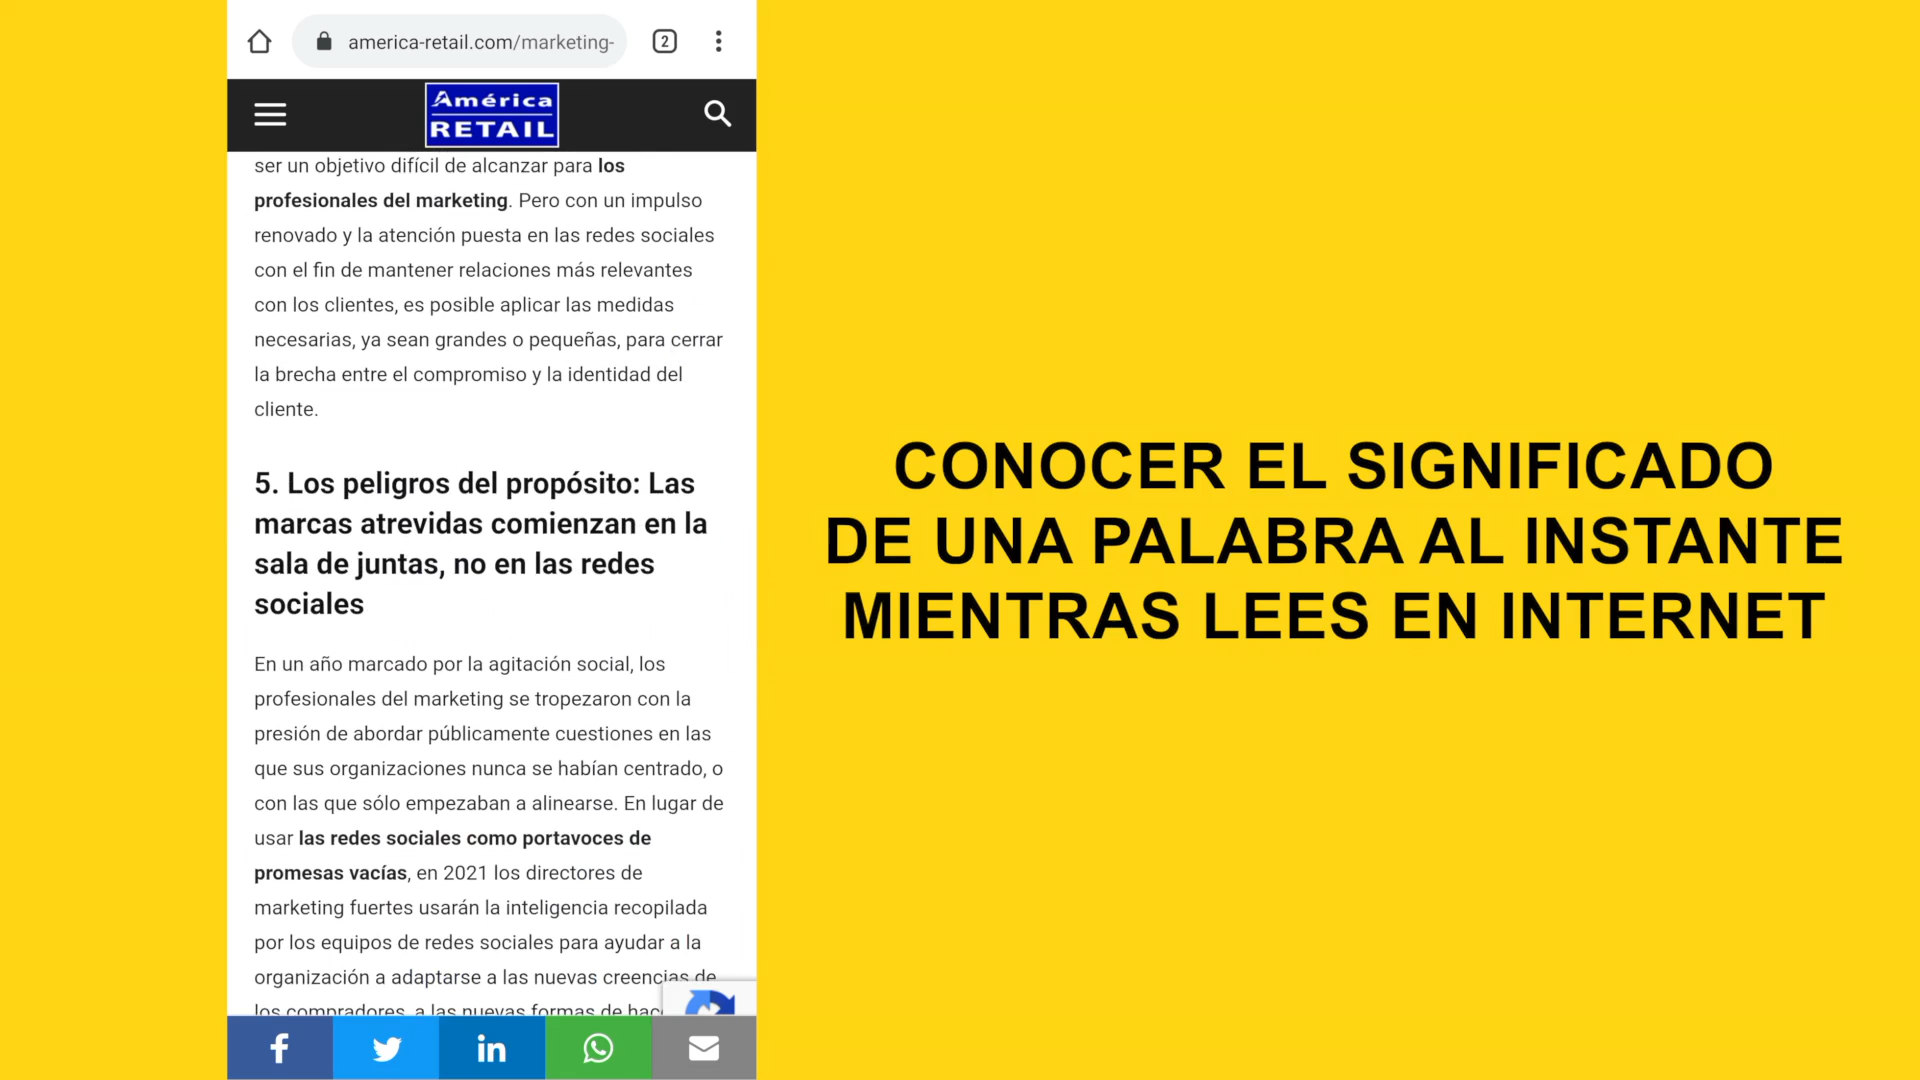 america-retail.com/marketing-
2
América
RETAIL
ser un objetivo difícil de alcanzar para los
profesionales del marketing. Pero con un impulso
renovado y la atención puesta en las redes sociales
con el fin de mantener relaciones más relevantes
con los clientes, es posible aplicar las medidas
necesarias, ya sean grandes o pequeñas, para cerrar
la brecha entre el compromiso y la identidad del
cliente.
5. Los peligros del propósito: Las
marcas atrevidas comienzan en la
sala de juntas, no en las redes
sociales
En un año marcado por la agitación social, los
profesionales del marketing se tropezaron con la
presión de abordar públicamente cuestiones en las
que sus organizaciones nunca se habían centrado, o
con las que sólo empezaban a alinearse. En lugar de
usar las redes sociales como portavoces de
promesas vacías, en 2021 los directores de
marketing fuertes usarán la inteligencia recopilada
por los equipos de redes sociales para ayudar a la
organización a adaptarse a las nuevas creencias de
los compradores, a las nuevas formas de hac
CONOCER EL SIGNIFICADO
DE UNA PALABRA AL INSTANTE
MIENTRAS LEES EN INTERNET